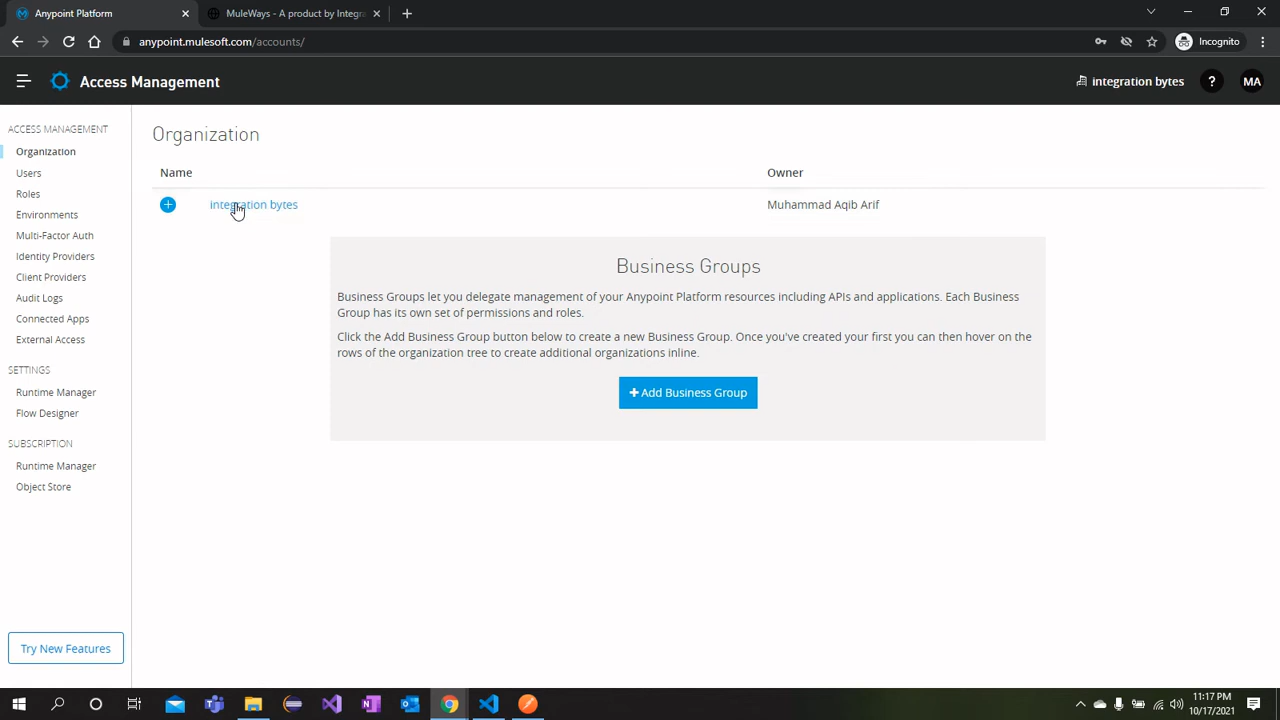 Anypoint Platform
MuleWays - A product by Integra
anypoint.mulesoft.com/accounts/
Incognito
Access Management
integration bytes
?
MA
ACCESS MANAGEMENT
Organization
Users
Roles
Environments
Multi-Factor Auth
Identity Providers
Client Providers
Audit Logs
Connected Apps
External Access
SETTINGS
Runtime Manager
Flow Designer
SUBSCRIPTION
Runtime Manager
Object Store
Try New Features
Organization
Name Owner
integration bytes Muhammad Aqib Arif
Business Groups
Business Groups let you delegate management of your Anypoint Platform resources including APIs and applications. Each Business
Group has its own set of permissions and roles.
Click the Add Business Group button below to create a new Business Group. Once you've created your first you can then hover on the
rows of the organization tree to create additional organizations inline.
+ Add Business Group
11:17 PM
10/17/2021